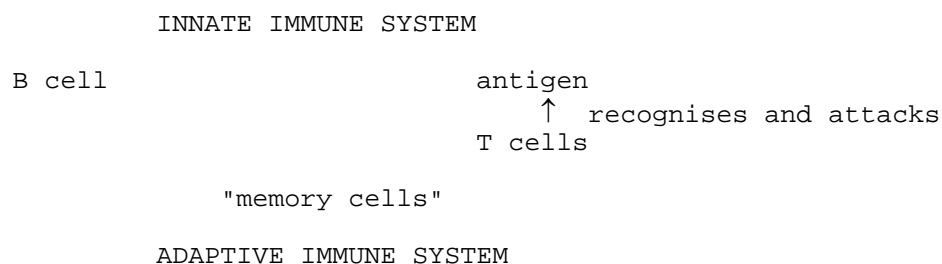 INNATE IMMUNE SYSTEM
B cell antigen
↑ recognises and attacks
T cells
"memory cells"
ADAPTIVE IMMUNE SYSTEM